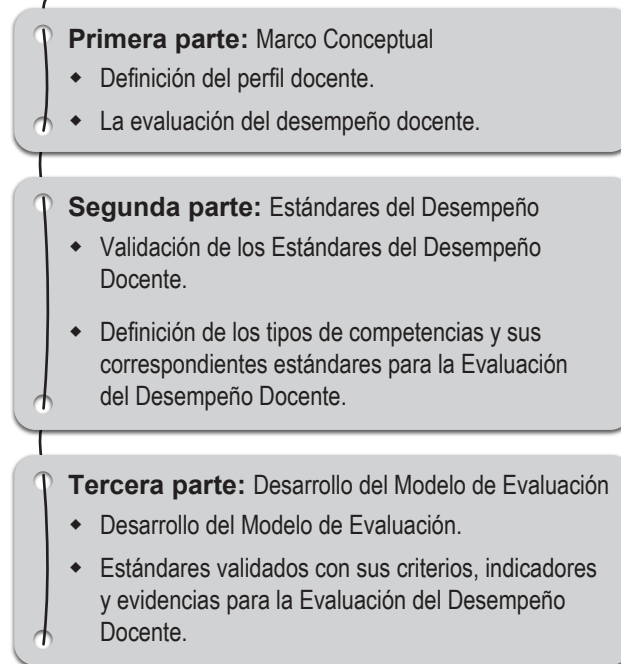 Primera parte: Marco Conceptual
◆ Definición del perfil docente.
◆ La evaluación del desempeño docente.
Segunda parte: Estándares del Desempeño
◆ Validación de los Estándares del Desempeño
Docente.
◆ Definición de los tipos de competencias y sus
correspondientes estándares para la Evaluación
del Desempeño Docente.
Tercera parte: Desarrollo del Modelo de Evaluación
◆ Desarrollo del Modelo de Evaluación.
◆ Estándares validados con sus criterios, indicadores
y evidencias para la Evaluación del Desempeño
Docente.